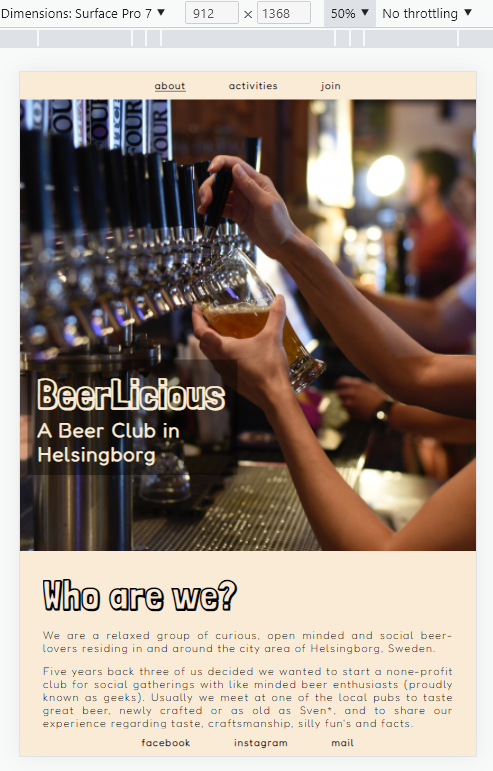 Dimensions: Surface Pro 7 ▼ 912 × 1368 50% ▼ No throttling ▼
about activities join
BeerLicious
A Beer Club in
Helsingborg
Who are we?
We are a relaxed group of curious, open minded and social beer-
lovers residing in and around the city area of Helsingborg, Sweden.
Five years back three of us decided we wanted to start a none-profit
club for social gatherings with like minded beer enthusiasts (proudly
known as geeks). Usually we meet at one of the local pubs to taste
great beer, newly crafted or as old as Sven*, and to share our
experience regarding taste, craftsmanship, silly fun's and facts.
facebook instagram mail